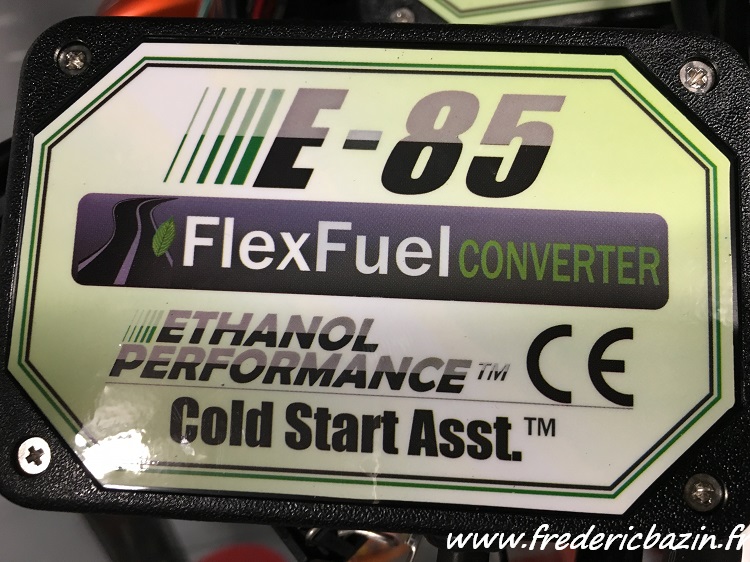 E-85
FlexFuel CONVERTER
ETHANOL
PERFORMANCE™ CE
Cold Start Asst.™
www.fredericbazin.fr